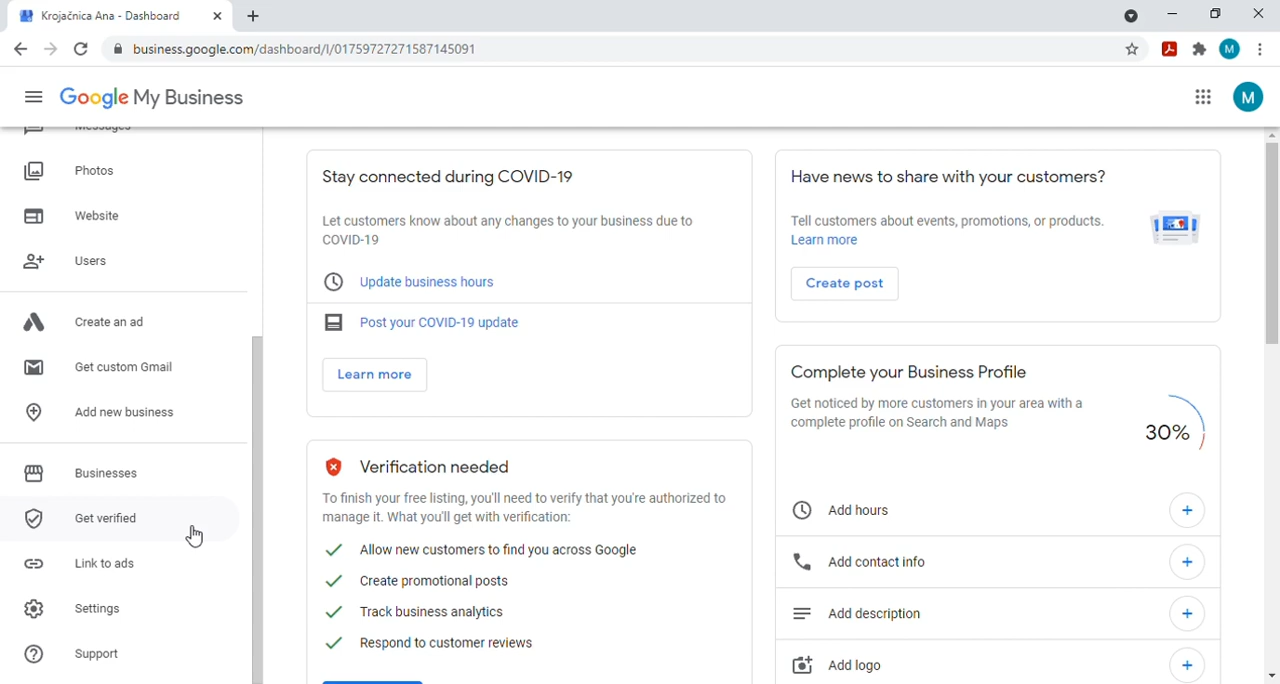 Krojačnica Ana - Dashboard
business.google.com/dashboard/l/01759727271587145091
M
Google My Business
M
Messages
Photos
Website
Users
Create an ad
Get custom Gmail
Add new business
Businesses
Get verified
Link to ads
Settings
Support
Stay connected during COVID-19
Let customers know about any changes to your business due to
COVID-19
Update business hours
Post your COVID-19 update
Learn more
Verification needed
To finish your free listing, you'll need to verify that you're authorized to
manage it. What you'll get with verification:
Allow new customers to find you across Google
Create promotional posts
Track business analytics
Respond to customer reviews
Have news to share with your customers?
Tell customers about events, promotions, or products.
Learn more
Create post
Complete your Business Profile
Get noticed by more customers in your area with a
complete profile on Search and Maps
30%
Add hours
Add contact info
Add description
Add logo